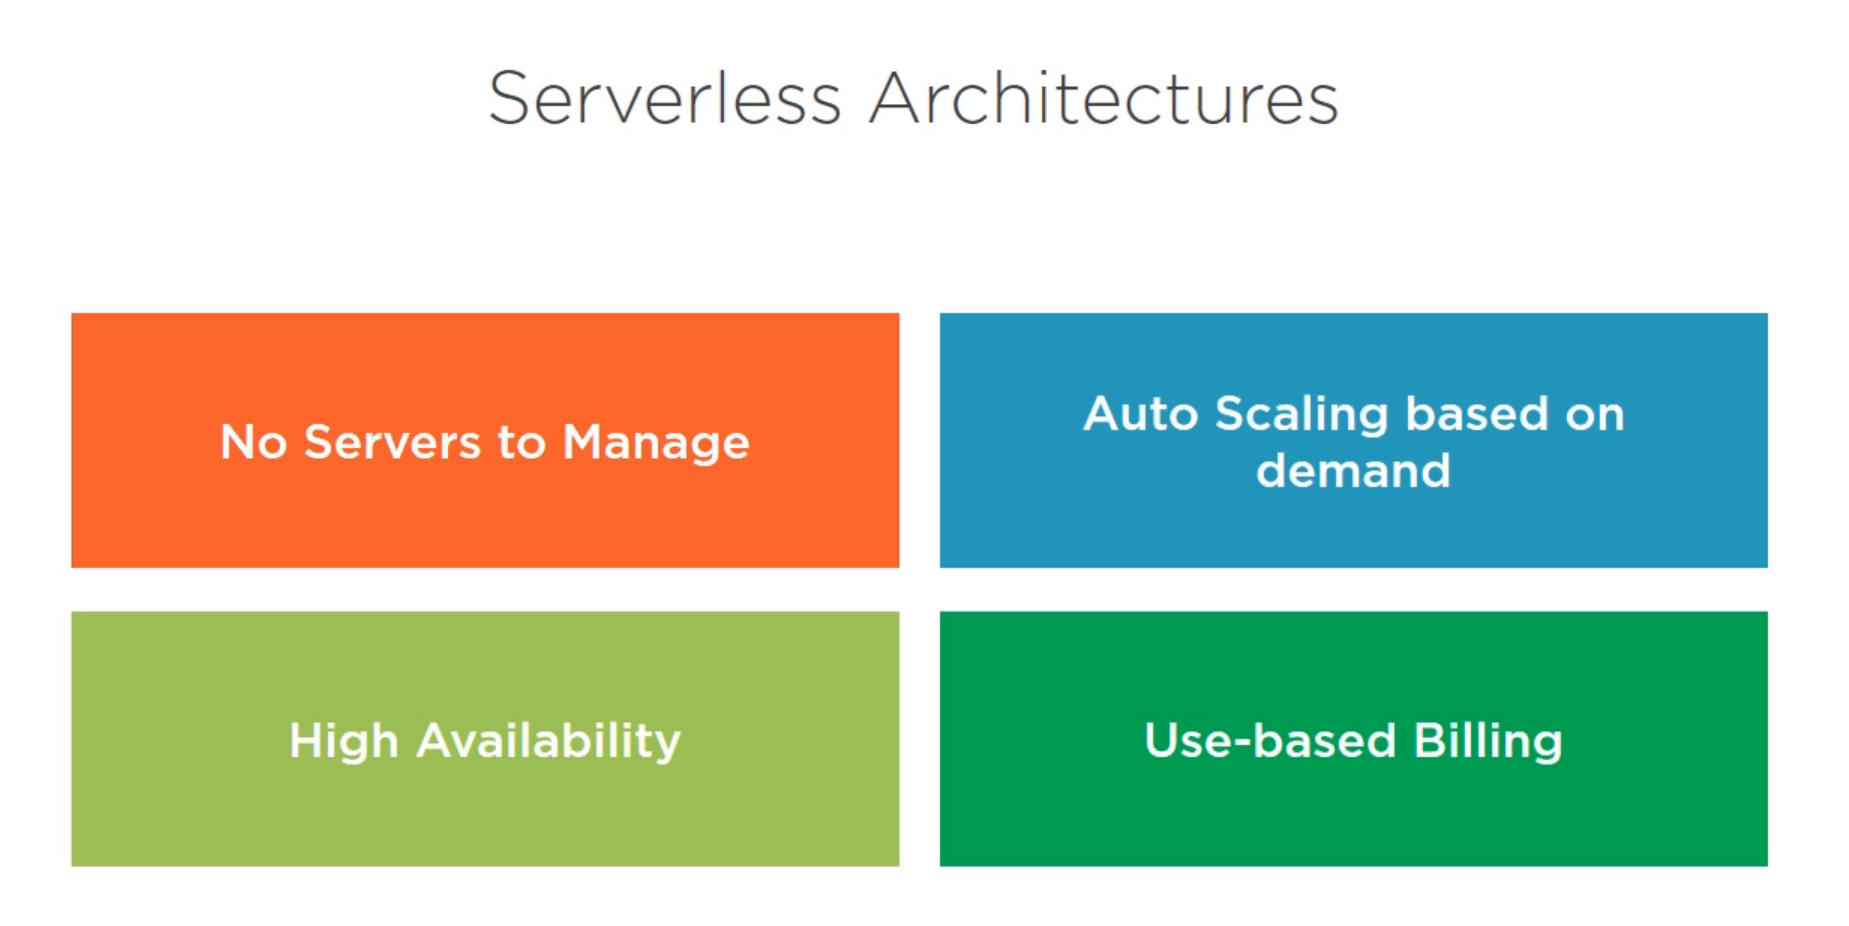 Serverless Architectures
No Servers to Manage
Auto Scaling based on
demand
High Availability
Use-based Billing